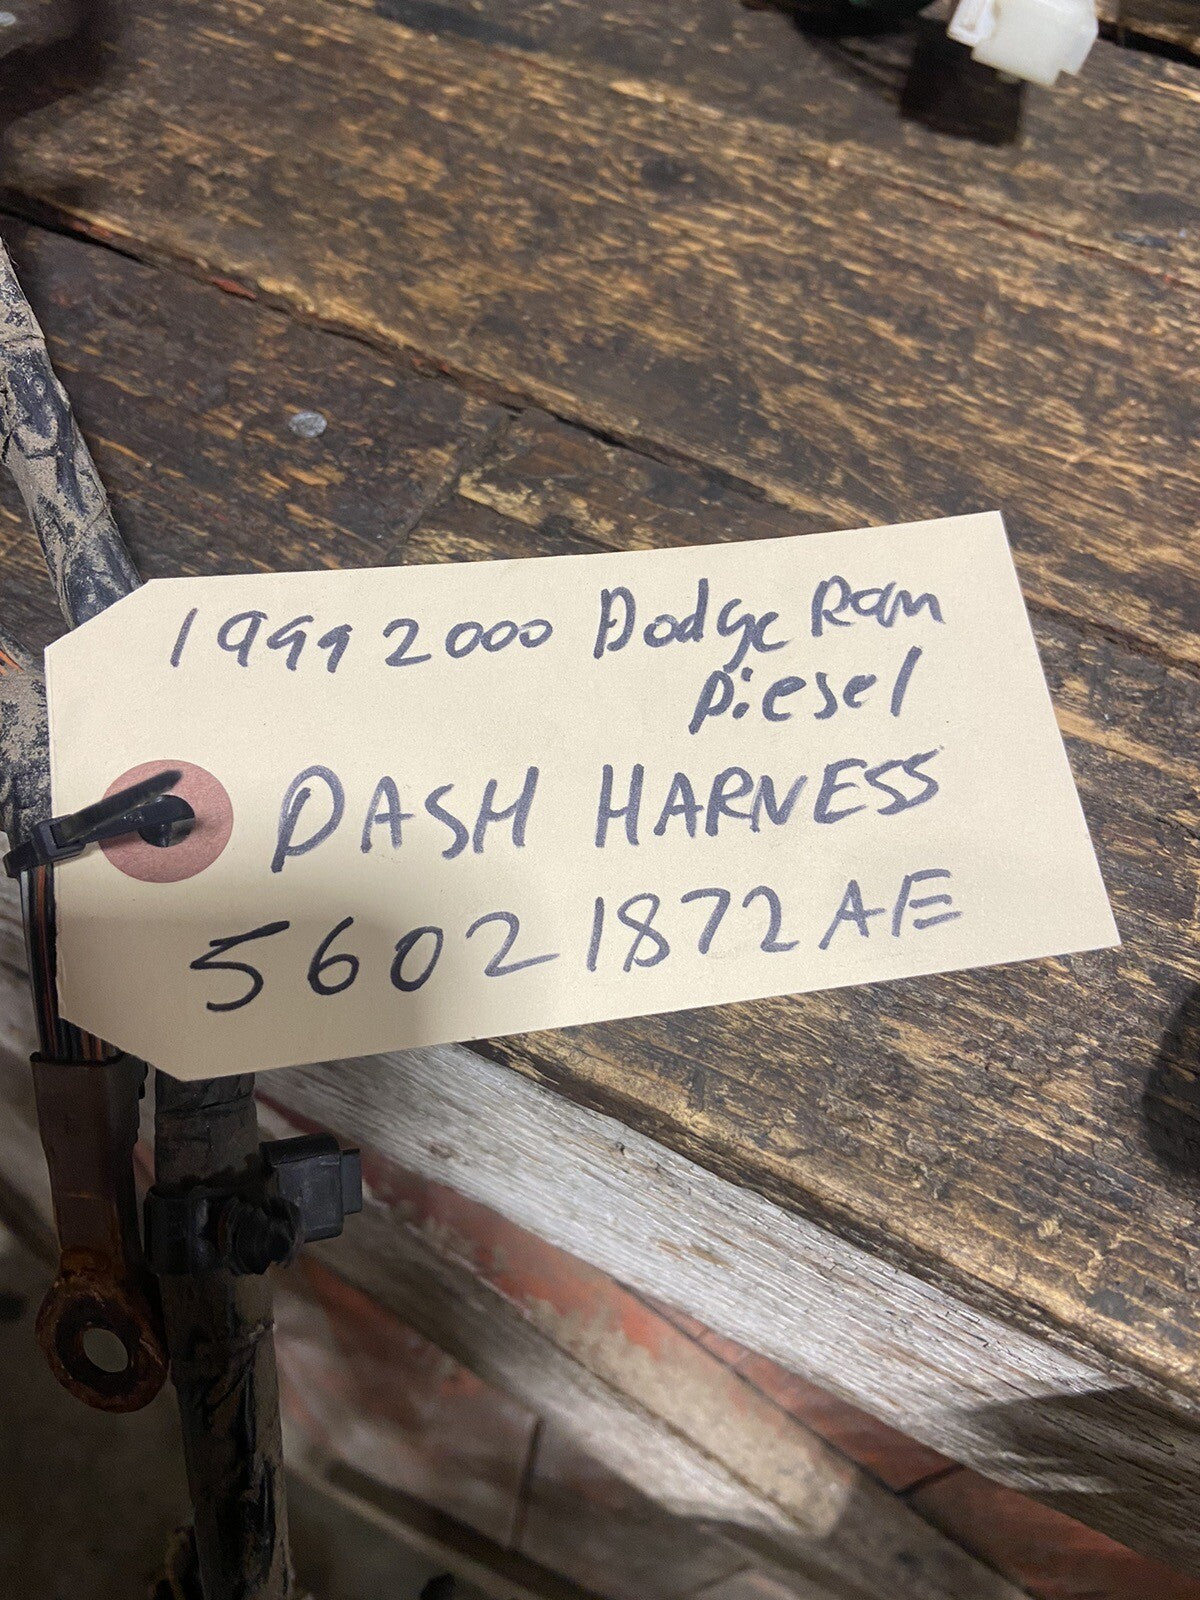 1999 2000 Dodge Ram
Diesel
DASH HARNESS
56021872AE